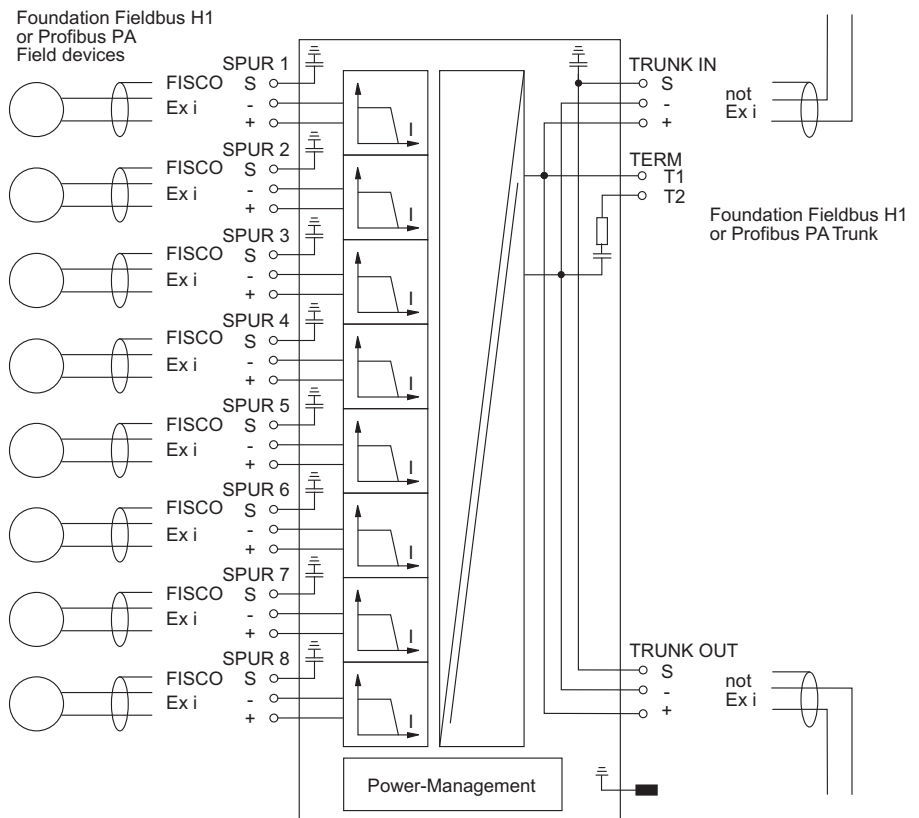 Foundation Fieldbus H1
or Profibus PA
Field devices
SPUR 1
FISCO S
Ex i -
+
I
SPUR 2
FISCO S
Ex i -
+
I
SPUR 3
FISCO S
Ex i -
+
I
SPUR 4
FISCO S
Ex i -
+
I
SPUR 5
FISCO S
Ex i -
+
I
SPUR 6
FISCO S
Ex i -
+
I
SPUR 7
FISCO S
Ex i -
+
I
SPUR 8
FISCO S
Ex i -
+
I
Power-Management
TRUNK IN
S
-
+
not
Ex i
TERM
T1
T2
Foundation Fieldbus H1
or Profibus PA Trunk
TRUNK OUT
S
-
+
not
Ex i